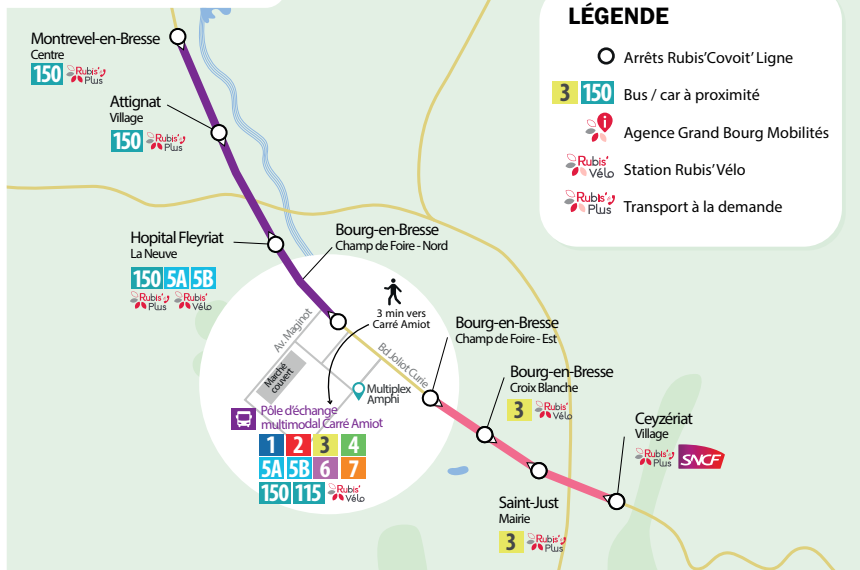 Montrevel-en-Bresse
Centre
150 Rubis' Plus
Attignat
Village
150 Rubis' Plus
Hopital Fleyriat
La Neuve
150 5A 5B
Rubis' Plus Rubis' Vélo
Bourg-en-Bresse
Champ de Foire - Nord
3 min vers
Carré Amiot
Av. Maginot
Bd Joliot Curie
Marché
couvert
Multiplex
Amphi
Pôle d'échange
multimodal Carré Amiot
1 2 3 4
5A 5B 6 7
150 115 Rubis' Vélo
Bourg-en-Bresse
Champ de Foire - Est
Bourg-en-Bresse
Croix Blanche
3 Rubis' Vélo
Saint-Just
Mairie
3 Rubis' Plus
Ceyzériat
Village
Rubis' Plus SNCF
LÉGENDE
Arrêts Rubis'Covoit' Ligne
3 150 Bus / car à proximité
i Agence Grand Bourg Mobilités
Rubis' Vélo Station Rubis'Vélo
Rubis' Plus Transport à la demande